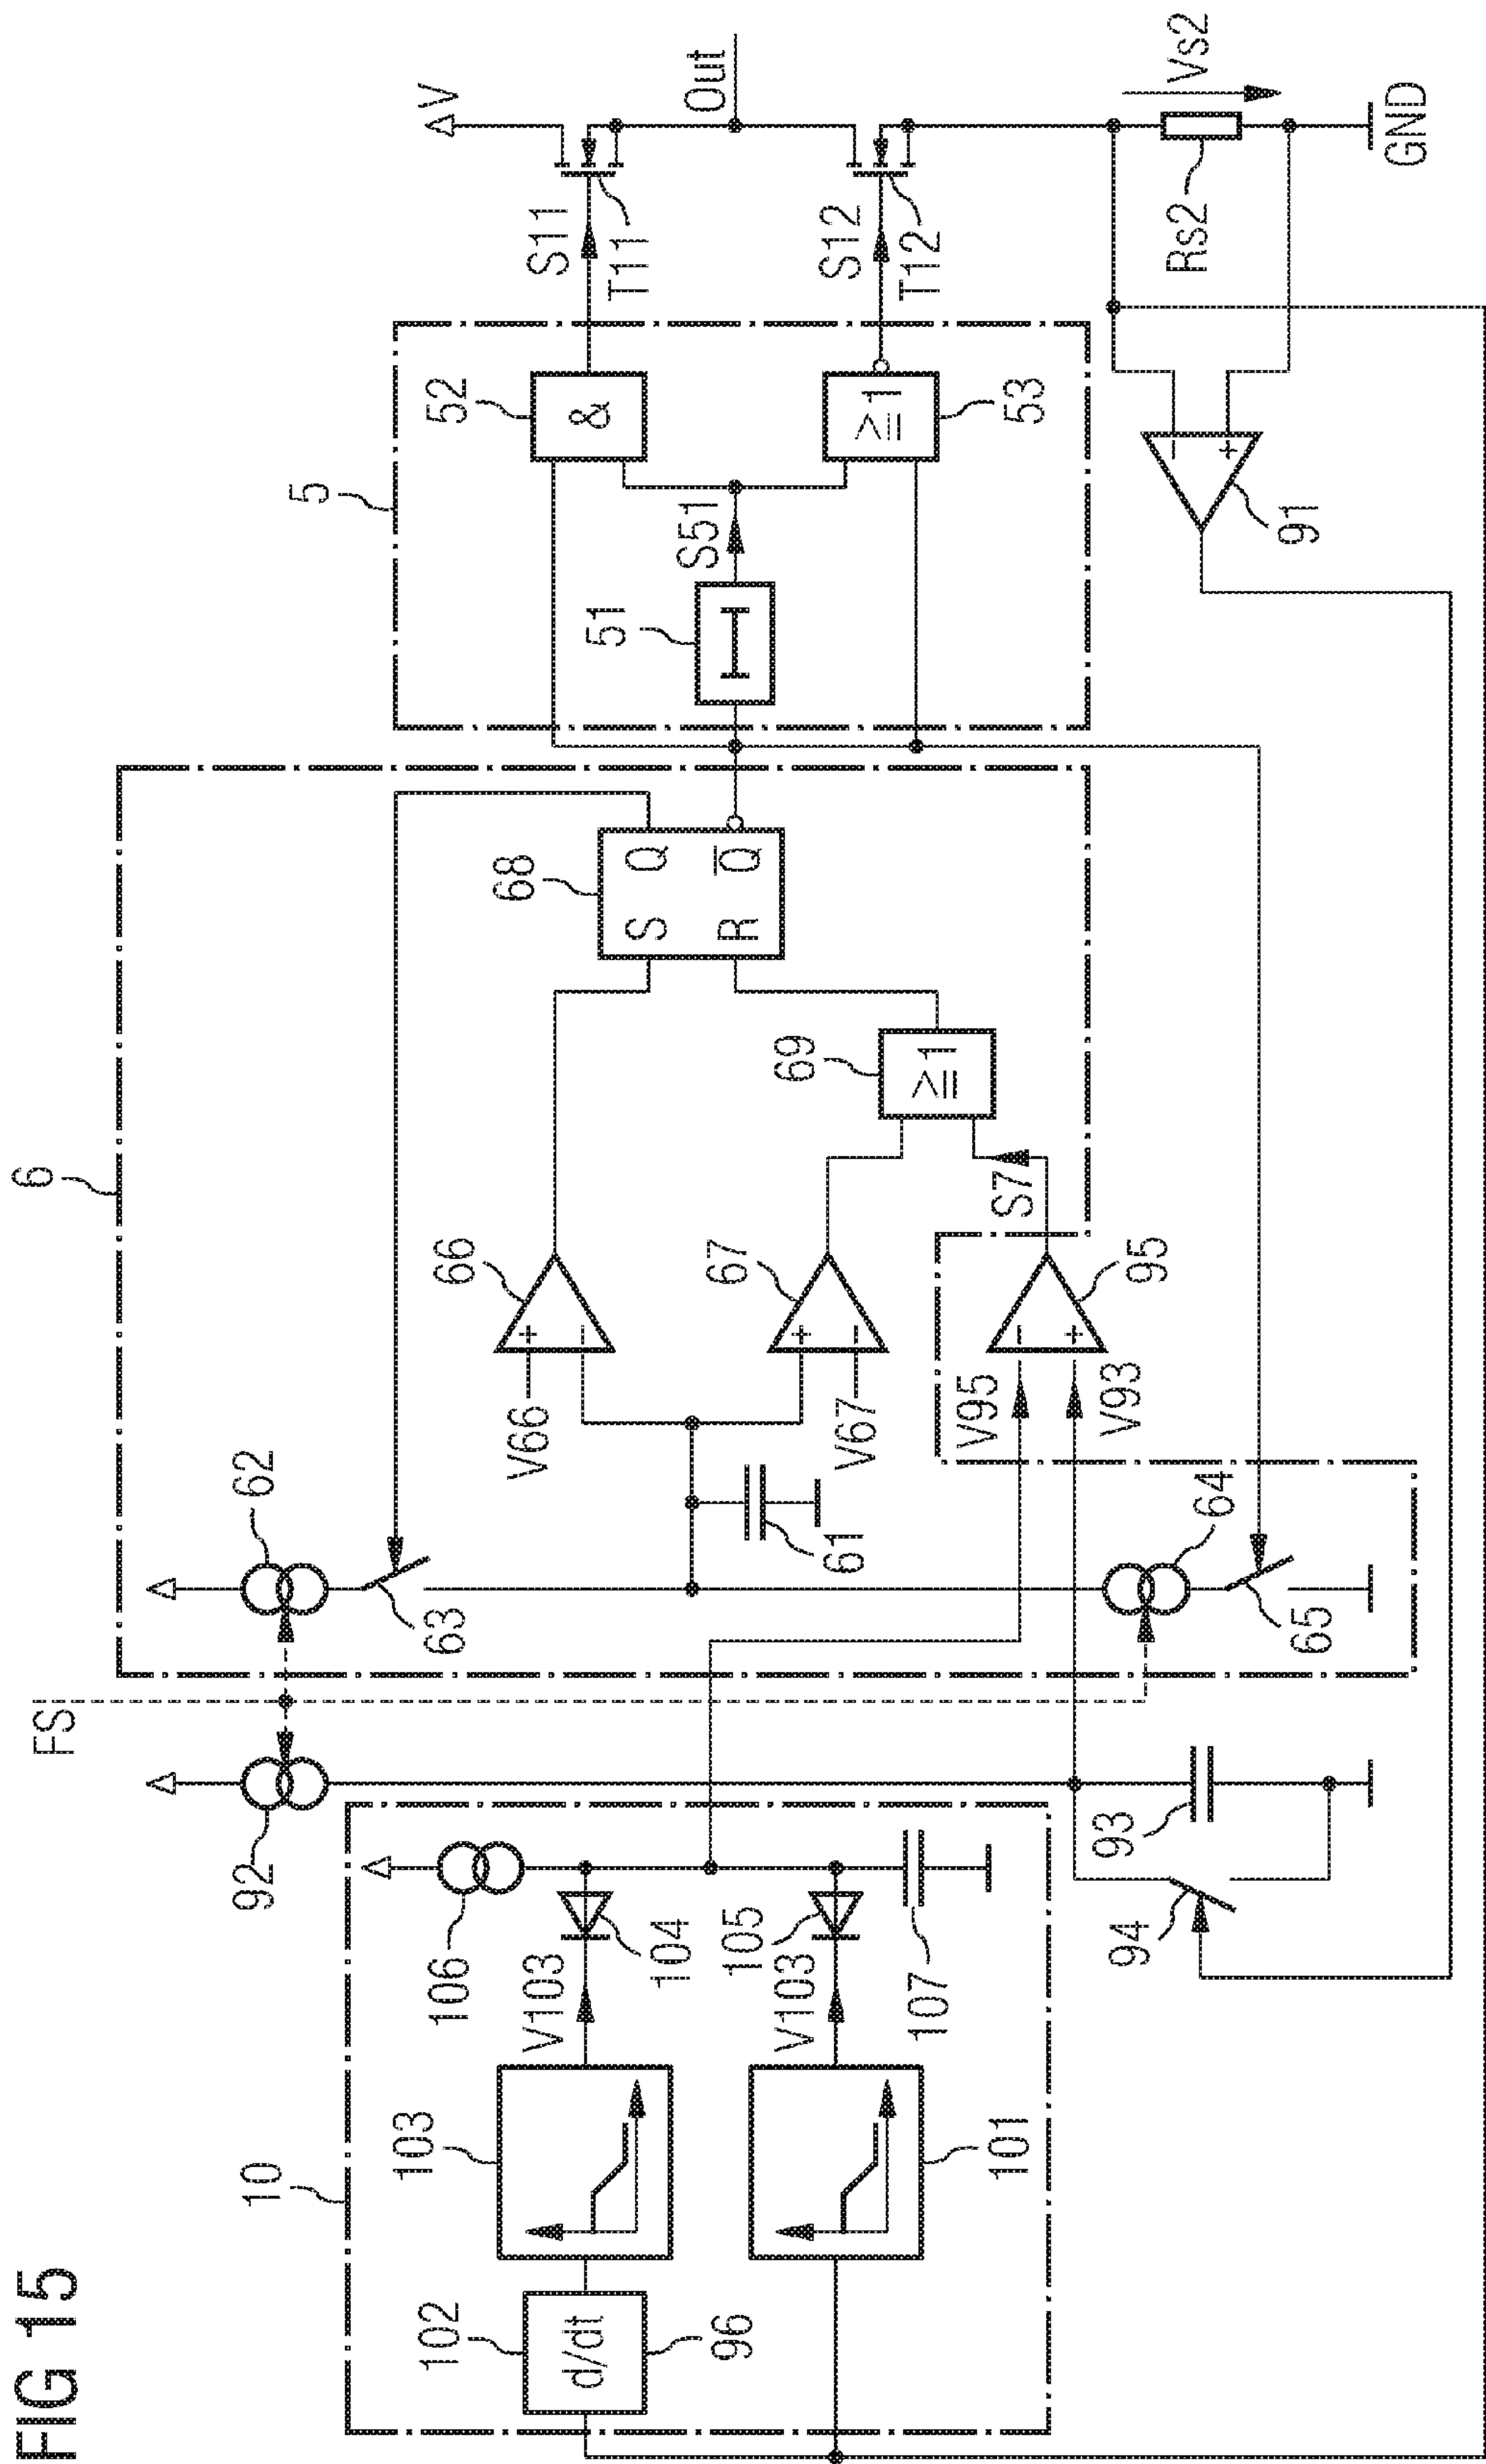 FIG 15
10
102
d/dt
96
103
V103
104
106
101
V103
105
107
92
FS
94
93
6
62
63
61
64
65
V66
+
−
66
V67
+
−
67
V95
V93
−
+
95
S7
69
≧1
68
S
Q
R
Q̅
5
51
S51
52
&
53
≧1
S11
T11
S12
T12
V
Out
Rs2
Vs2
GND
−
+
91